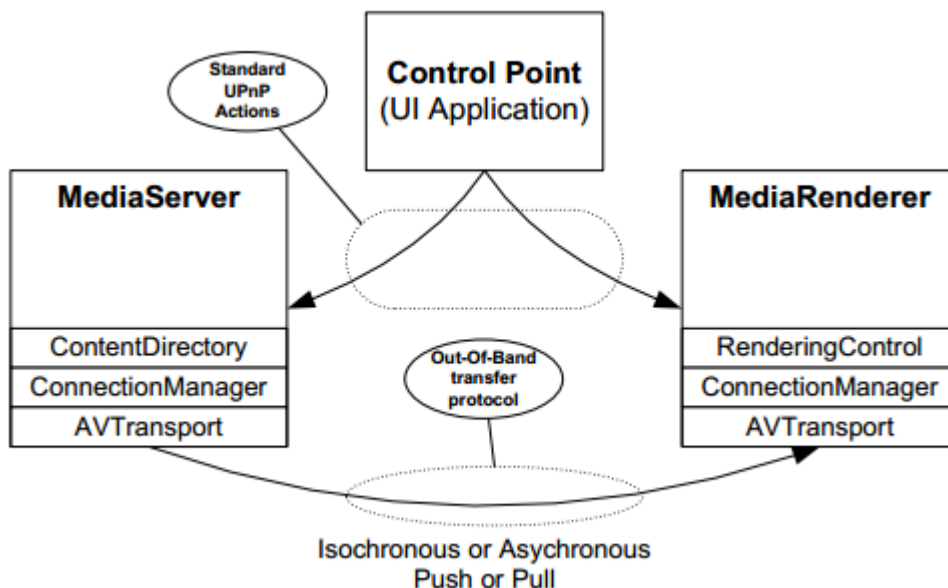 Standard
UPnP
Actions
Control Point
(UI Application)
MediaServer
ContentDirectory
ConnectionManager
AVTransport
MediaRenderer
RenderingControl
ConnectionManager
AVTransport
Out-Of-Band
transfer
protocol
Isochronous or Asychronous
Push or Pull